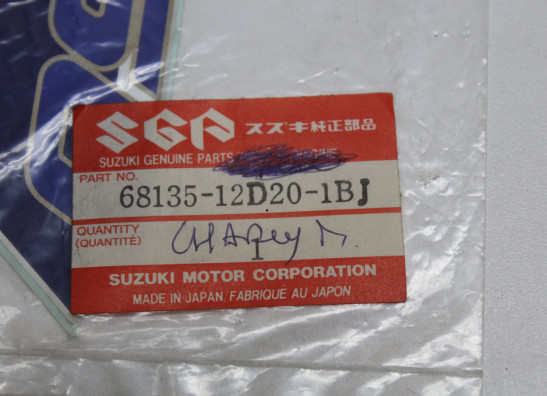 SGP スズキ純正部品
SUZUKI GENUINE PARTS
PART NO.
68135-12D20-1BJ
QUANTITY
(QUANTITÉ)
1
SUZUKI MOTOR CORPORATION
MADE IN JAPAN/FABRIQUÉ AU JAPON